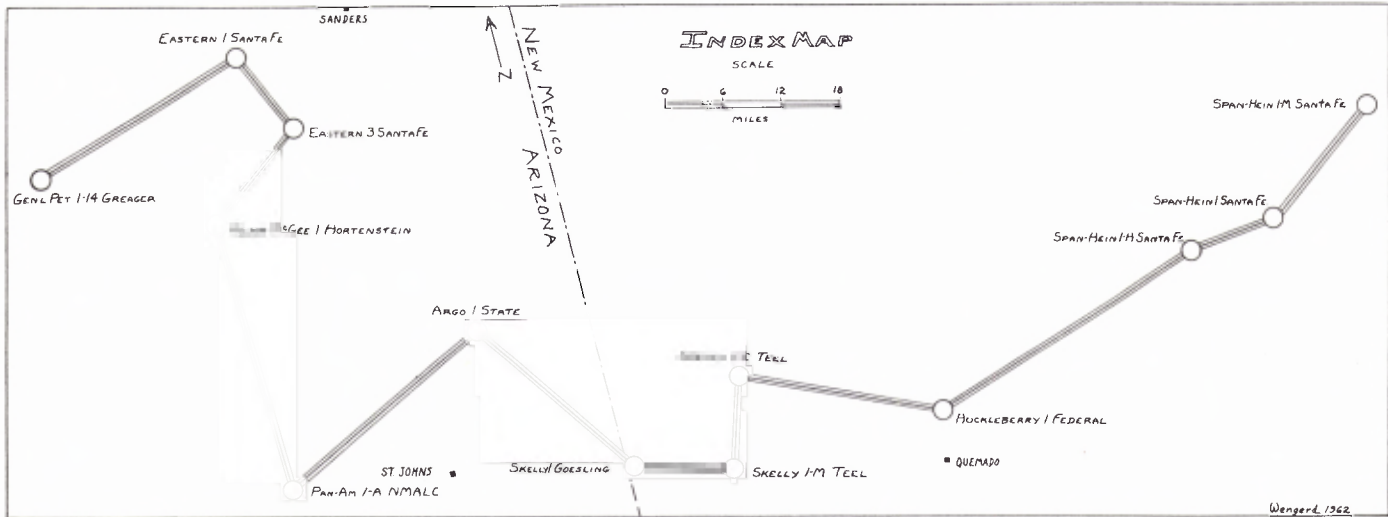 SANDERS
EASTERN 1 SANTA FE
NEW MEXICO
ARIZONA
N
INDEX MAP
SCALE
0 6 12 18
MILES
SPAN-HEIN 1-M SANTA FE
EASTERN 3 SANTA FE
GENL PET 1-14 GREAGER
SPAN-HEIN 1 SANTA FE
McGEE 1 HORTENSTEIN
SPAN-HEIN 1-H SANTA FE
ARGO 1 STATE
TEEL
HUCKLEBERRY 1 FEDERAL
ST JOHNS
SKELLY 1 GOESLING
SKELLY 1-M TEEL
QUEMADO
PAN-AM 1-A NMALC
Wengerd 1962